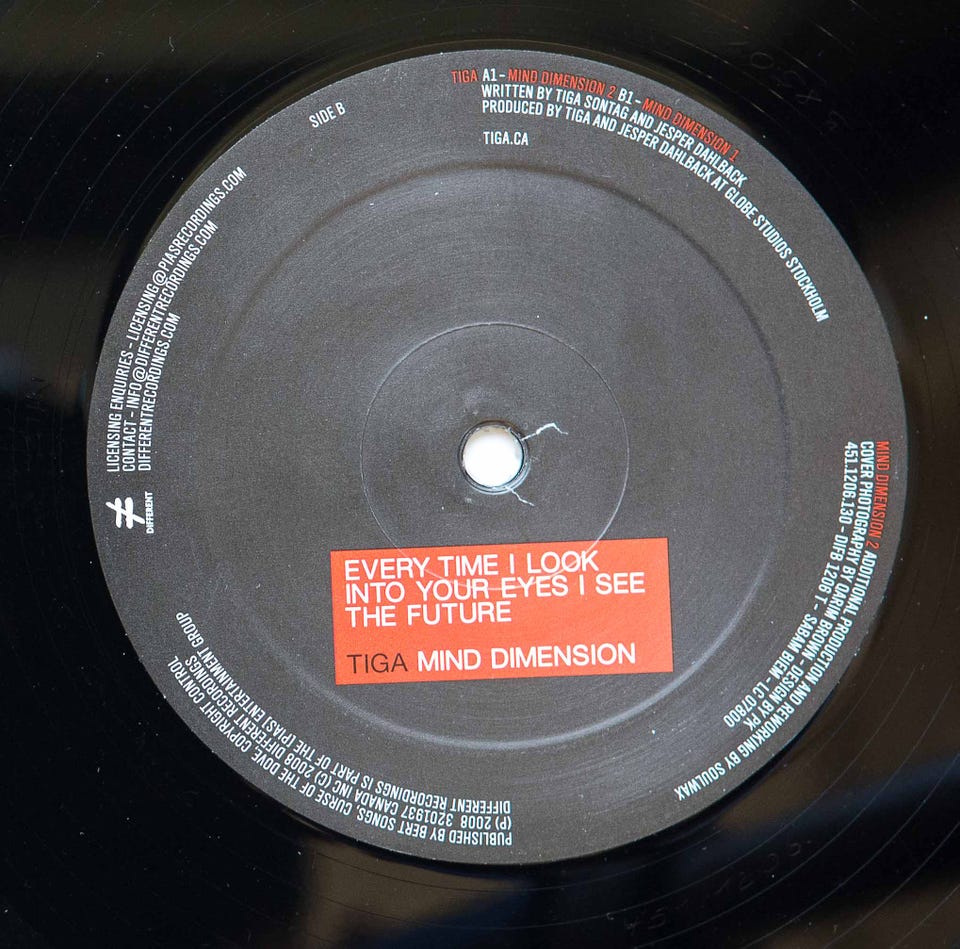 SIDE B
TIGA A1 - MIND DIMENSION 2 B1 - MIND DIMENSION 1
WRITTEN BY TIGA SONTAG AND JESPER DAHLBACK
PRODUCED BY TIGA AND JESPER DAHLBACK AT GLOBE STUDIOS STOCKHOLM
TIGA.CA
MIND DIMENSION 2 ADDITIONAL PRODUCTION AND REWORKING BY SOULWAX
COVER PHOTOGRAPHY BY QARIM BROWN - DESIGN BY PK
451.1206.130 - DIFB 1206 T - SABAM BIEM - LC 07800
EVERY TIME I LOOK
INTO YOUR EYES I SEE
THE FUTURE
TIGA MIND DIMENSION
PUBLISHED BY BERT SONGS, CURSE OF THE DOVE, COPYRIGHT CONTROL
(P) 2008 3201937 CANADA INC (C) 2008 DIFFERENT RECORDINGS
DIFFERENT RECORDINGS IS PART OF THE [PIAS] ENTERTAINMENT GROUP
≠ DIFFERENT
LICENSING ENQUIRIES - LICENSING@PIASRECORDINGS.COM
CONTACT - INFO@DIFFERENTRECORDINGS.COM
DIFFERENTRECORDINGS.COM